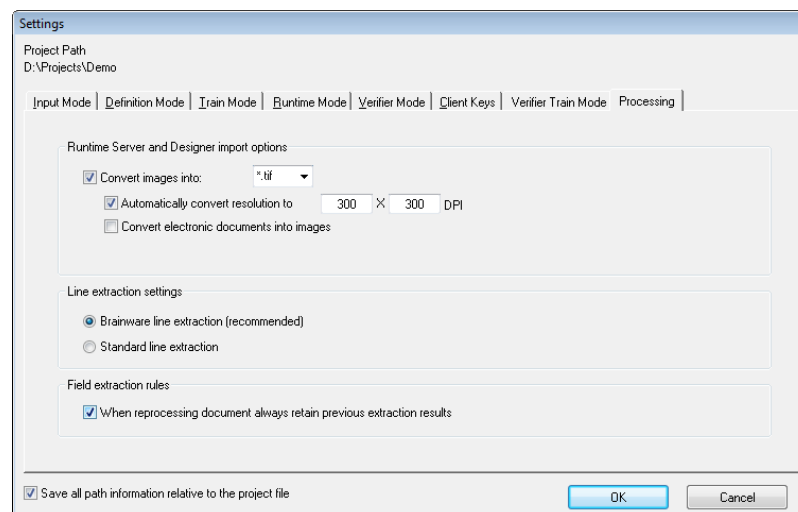 Settings
Project Path
D:\Projects\Demo
Input Mode Definition Mode Train Mode Runtime Mode Verifier Mode Client Keys Verifier Train Mode Processing
Runtime Server and Designer import options
Convert images into: *.tif
Automatically convert resolution to 300 X 300 DPI
Convert electronic documents into images
Line extraction settings
Brainware line extraction (recommended)
Standard line extraction
Field extraction rules
When reprocessing document always retain previous extraction results
Save all path information relative to the project file OK Cancel